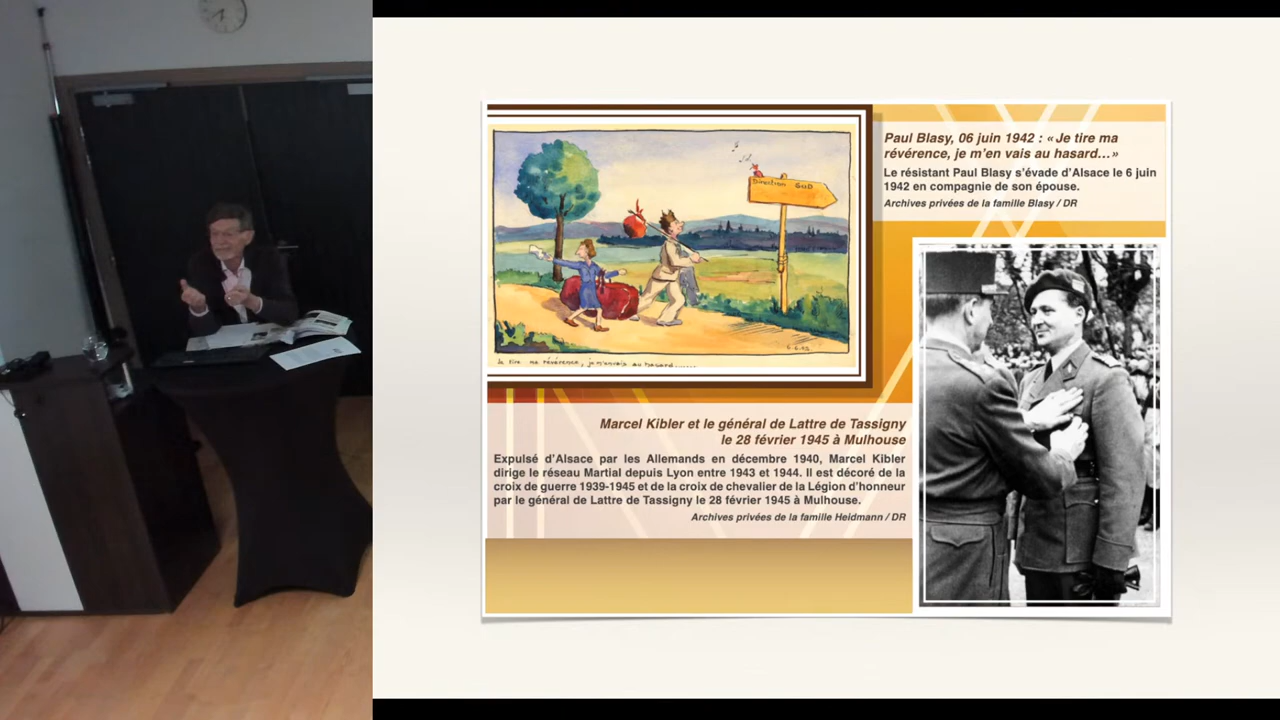 Paul Blasy, 06 juin 1942 : « Je tire ma
révérence, je m'en vais au hasard... »
Le résistant Paul Blasy s'évade d'Alsace le 6 juin
1942 en compagnie de son épouse.
Archives privées de la famille Blasy / DR
Direction SUD
6-6-42
Je tire ma révérence, je m'en vais au hasard......
Marcel Kibler et le général de Lattre de Tassigny
le 28 février 1945 à Mulhouse
Expulsé d'Alsace par les Allemands en décembre 1940, Marcel Kibler
dirige le réseau Martial depuis Lyon entre 1943 et 1944. Il est décoré de la
croix de guerre 1939-1945 et de la croix de chevalier de la Légion d'honneur
par le général de Lattre de Tassigny le 28 février 1945 à Mulhouse.
Archives privées de la famille Heidmann / DR